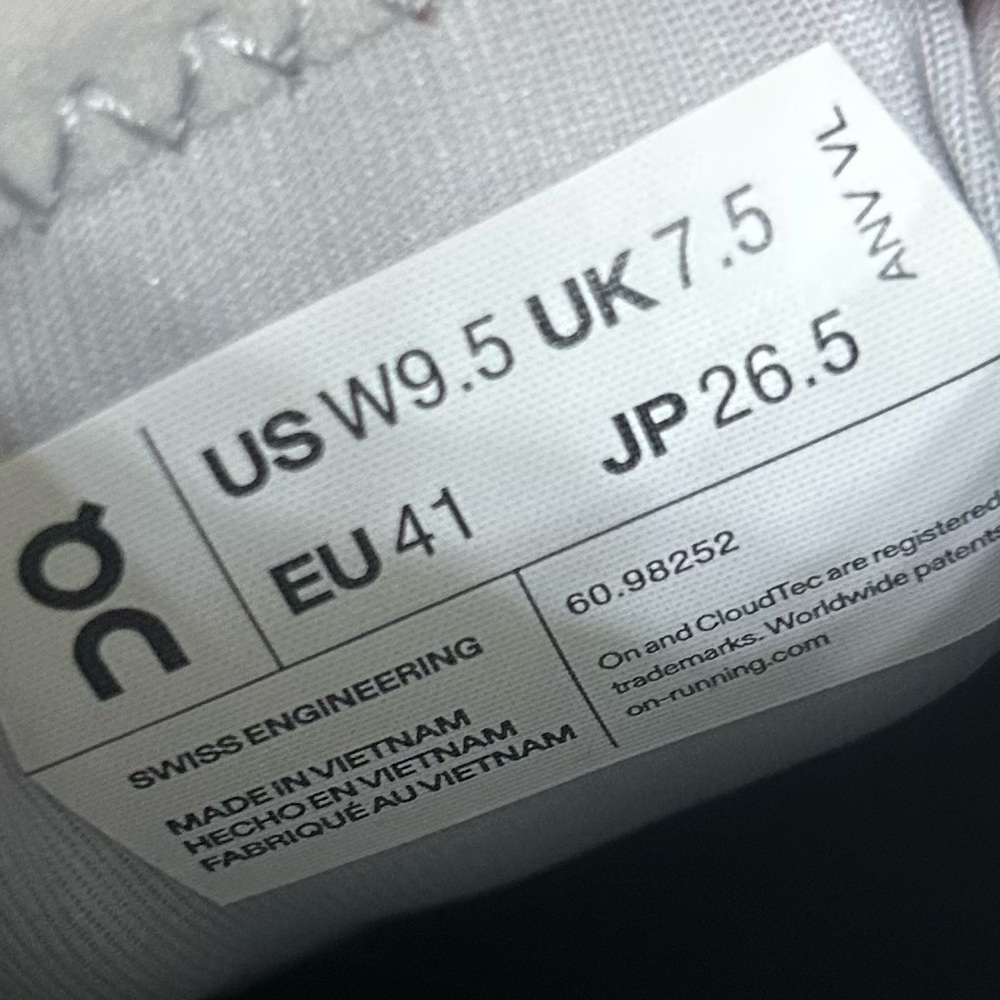 On
US W9.5 UK 7.5
EU 41 JP 26.5
ANV VL
SWISS ENGINEERING
MADE IN VIETNAM
HECHO EN VIETNAM
FABRIQUÉ AU VIETNAM
60.98252
On and CloudTec are registered
trademarks. Worldwide patents
on-running.com